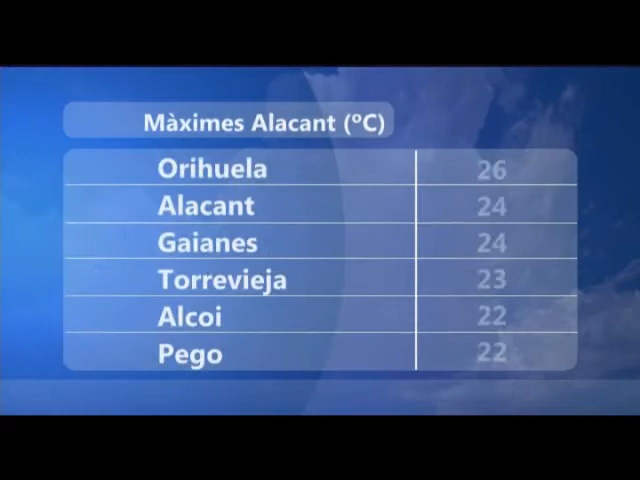 Màximes Alacant (ºC)
Orihuela 26
Alacant 24
Gaianes 24
Torrevieja 23
Alcoi 22
Pego 22